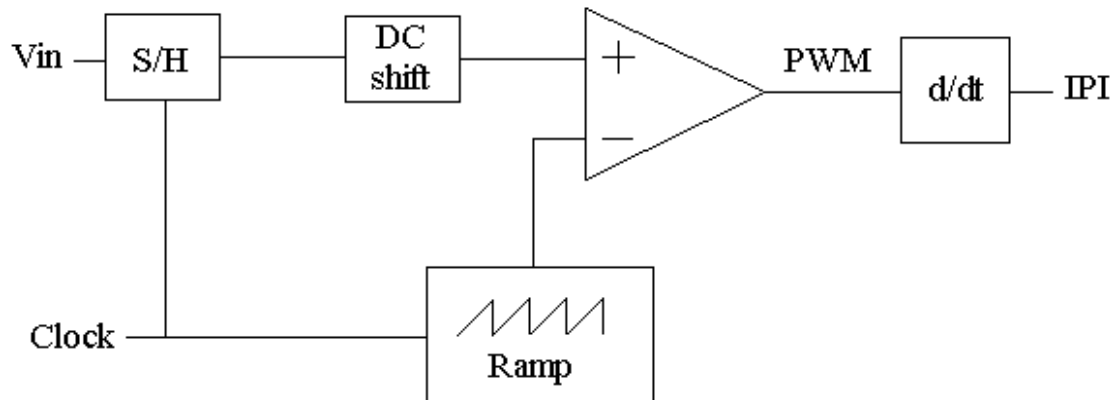 Vin
S/H
DC
shift
+
−
PWM
d/dt
IPI
Clock
Ramp